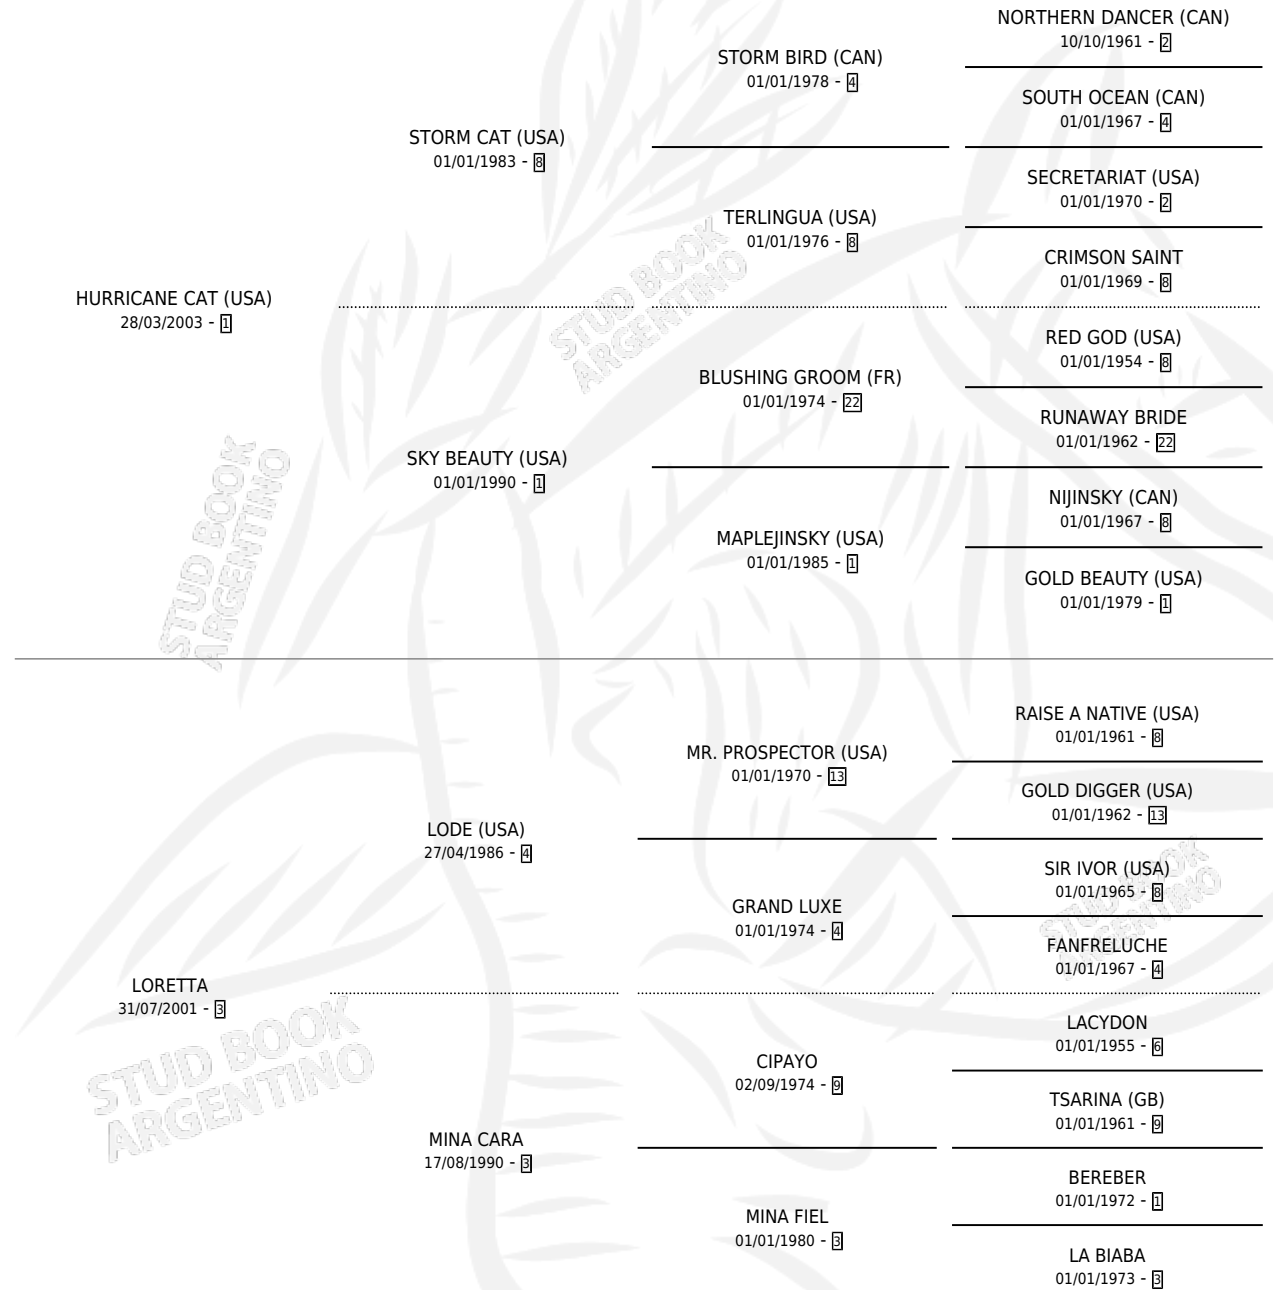 NORTHERN DANCER (CAN)
10/10/1961 - 2
STORM BIRD (CAN)
01/01/1978 - 4
SOUTH OCEAN (CAN)
01/01/1967 - 4
STORM CAT (USA)
01/01/1983 - 8
SECRETARIAT (USA)
01/01/1970 - 2
TERLINGUA (USA)
01/01/1976 - 8
CRIMSON SAINT
01/01/1969 - 8
HURRICANE CAT (USA)
28/03/2003 - 1
RED GOD (USA)
01/01/1954 - 8
BLUSHING GROOM (FR)
01/01/1974 - 22
RUNAWAY BRIDE
01/01/1962 - 22
SKY BEAUTY (USA)
01/01/1990 - 1
NIJINSKY (CAN)
01/01/1967 - 8
MAPLEJINSKY (USA)
01/01/1985 - 1
GOLD BEAUTY (USA)
01/01/1979 - 1
STUD BOOK
ARGENTINO
STUD BOOK
ARGENTINO
RAISE A NATIVE (USA)
01/01/1961 - 8
MR. PROSPECTOR (USA)
01/01/1970 - 13
GOLD DIGGER (USA)
01/01/1962 - 13
LODE (USA)
27/04/1986 - 4
SIR IVOR (USA)
01/01/1965 - 8
GRAND LUXE
01/01/1974 - 4
FANFRELUCHE
01/01/1967 - 4
LORETTA
31/07/2001 - 3
LACYDON
01/01/1955 - 6
CIPAYO
02/09/1974 - 9
TSARINA (GB)
01/01/1961 - 9
MINA CARA
17/08/1990 - 3
BEREBER
01/01/1972 - 1
MINA FIEL
01/01/1980 - 3
LA BIABA
01/01/1973 - 3
STUD BOOK
ARGENTINO
STUD BOOK
ARGENTINO